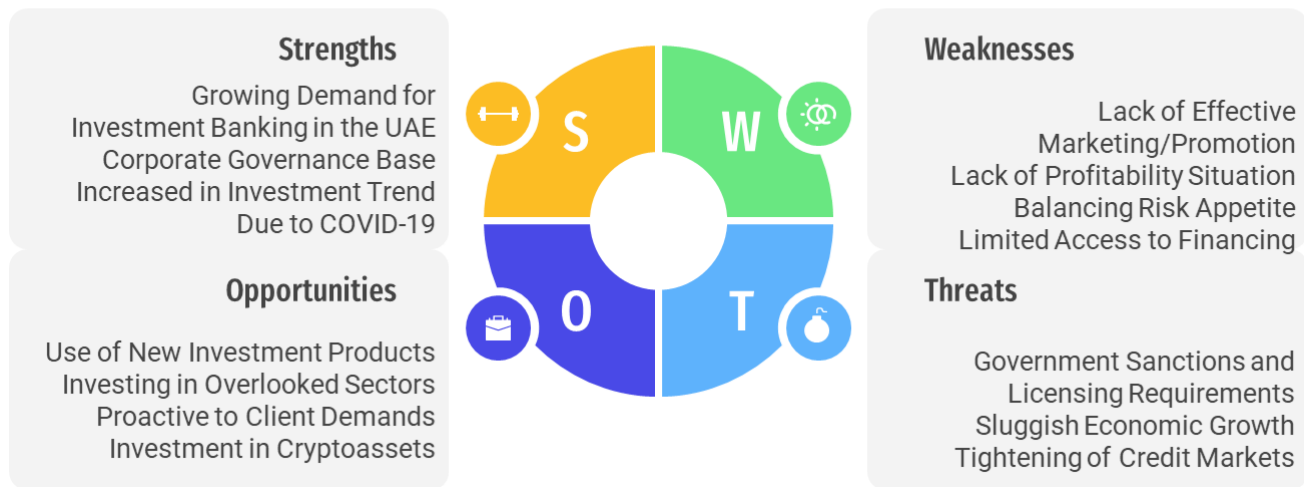 Strengths
Growing Demand for
Investment Banking in the UAE
Corporate Governance Base
Increased in Investment Trend
Due to COVID-19
S
W
Weaknesses
Lack of Effective
Marketing/Promotion
Lack of Profitability Situation
Balancing Risk Appetite
Limited Access to Financing
Opportunities
Use of New Investment Products
Investing in Overlooked Sectors
Proactive to Client Demands
Investment in Cryptoassets
O
T
Threats
Government Sanctions and
Licensing Requirements
Sluggish Economic Growth
Tightening of Credit Markets